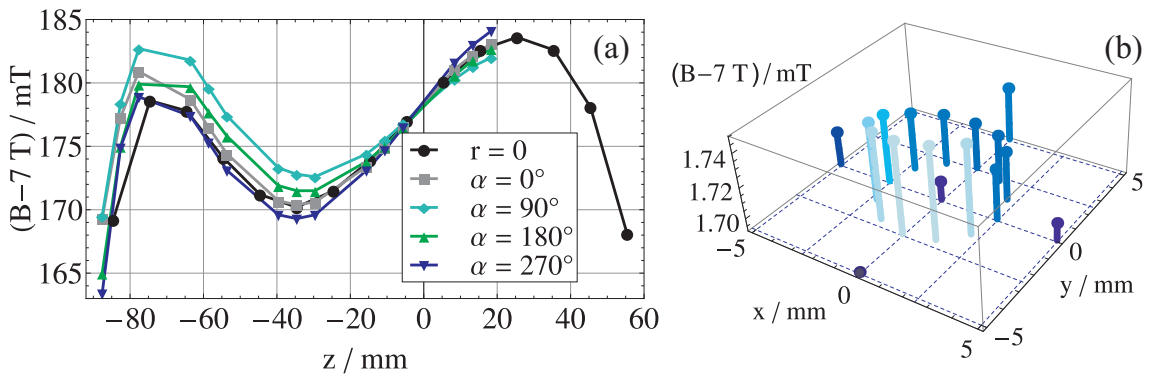 (a)
(B−7 T) / mT
185
180
175
170
165
r = 0
α = 0°
α = 90°
α = 180°
α = 270°
−80 −60 −40 −20 0 20 40 60
z / mm
(b)
(B−7 T) / mT
1.74
1.72
1.70
−5
0
5
x / mm
5
0
−5
y / mm